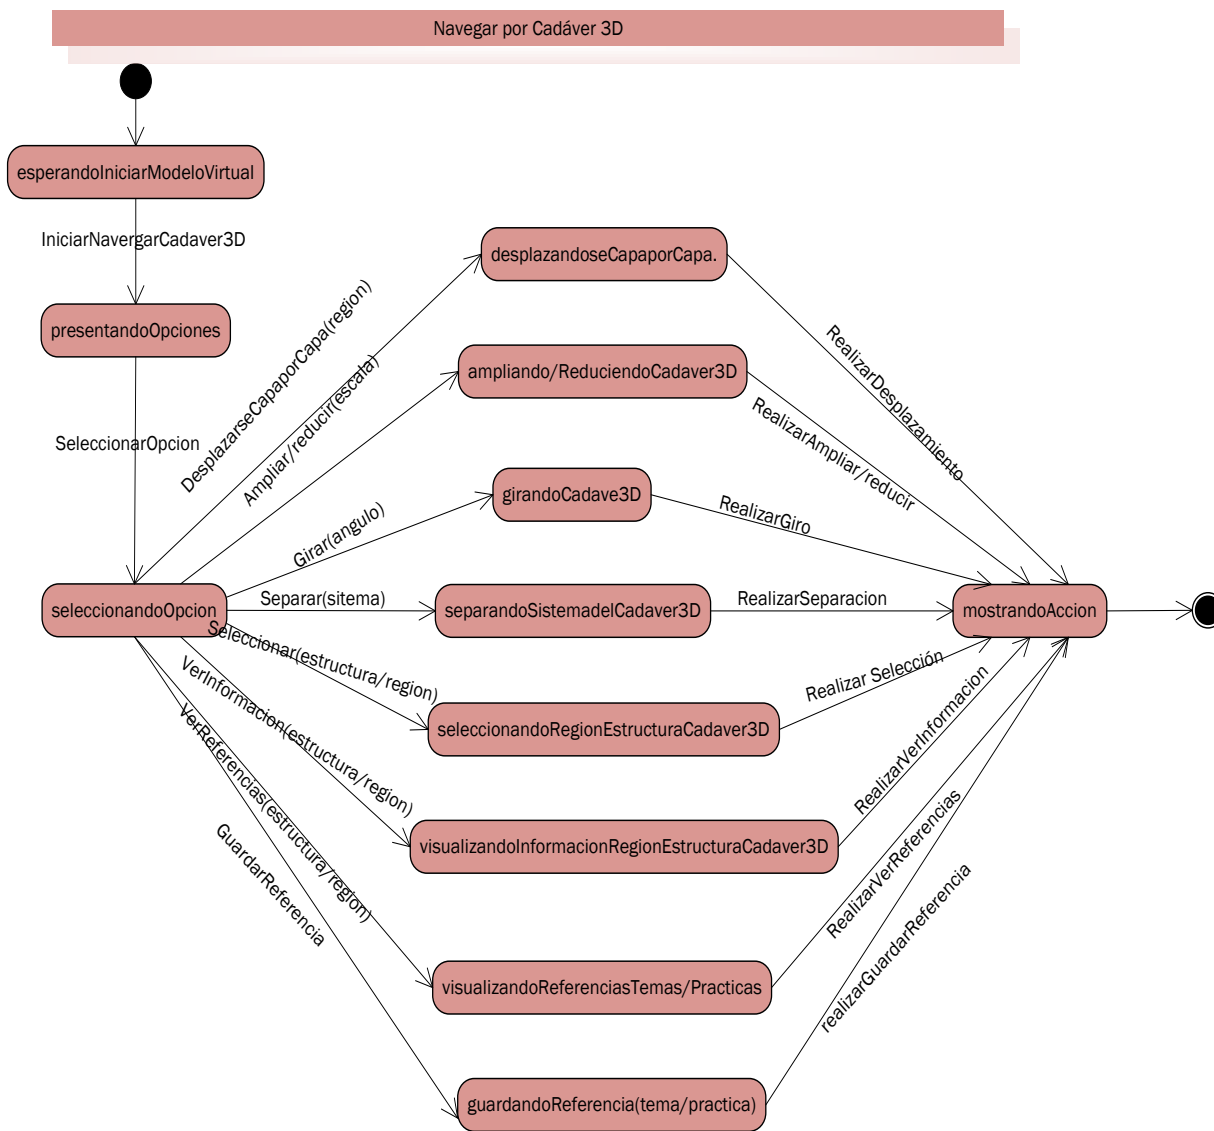 Navegar por Cadáver 3D
esperandoIniciarModeloVirtual
IniciarNavergarCadaver3D
presentandoOpciones
SeleccionarOpcion
seleccionandoOpcion
DesplazarseCapaporCapa(region)
desplazandoseCapaporCapa.
RealizarDesplazamiento
Ampliar/reducir(escala)
ampliando/ReduciendoCadaver3D
RealizarAmpliar/reducir
Girar(angulo)
girandoCadave3D
RealizarGiro
Separar(sitema)
separandoSistemadelCadaver3D
RealizarSeparacion
mostrandoAccion
Seleccionar(estructura/region)
seleccionandoRegionEstructuraCadaver3D
Realizar Selección
VerInformacion(estructura/region)
visualizandoInformacionRegionEstructuraCadaver3D
RealizarVerInformacion
VerReferencias(estructura/region)
visualizandoReferenciasTemas/Practicas
RealizarVerReferencias
GuardarReferencia
guardandoReferencia(tema/practica)
realizarGuardarReferencia